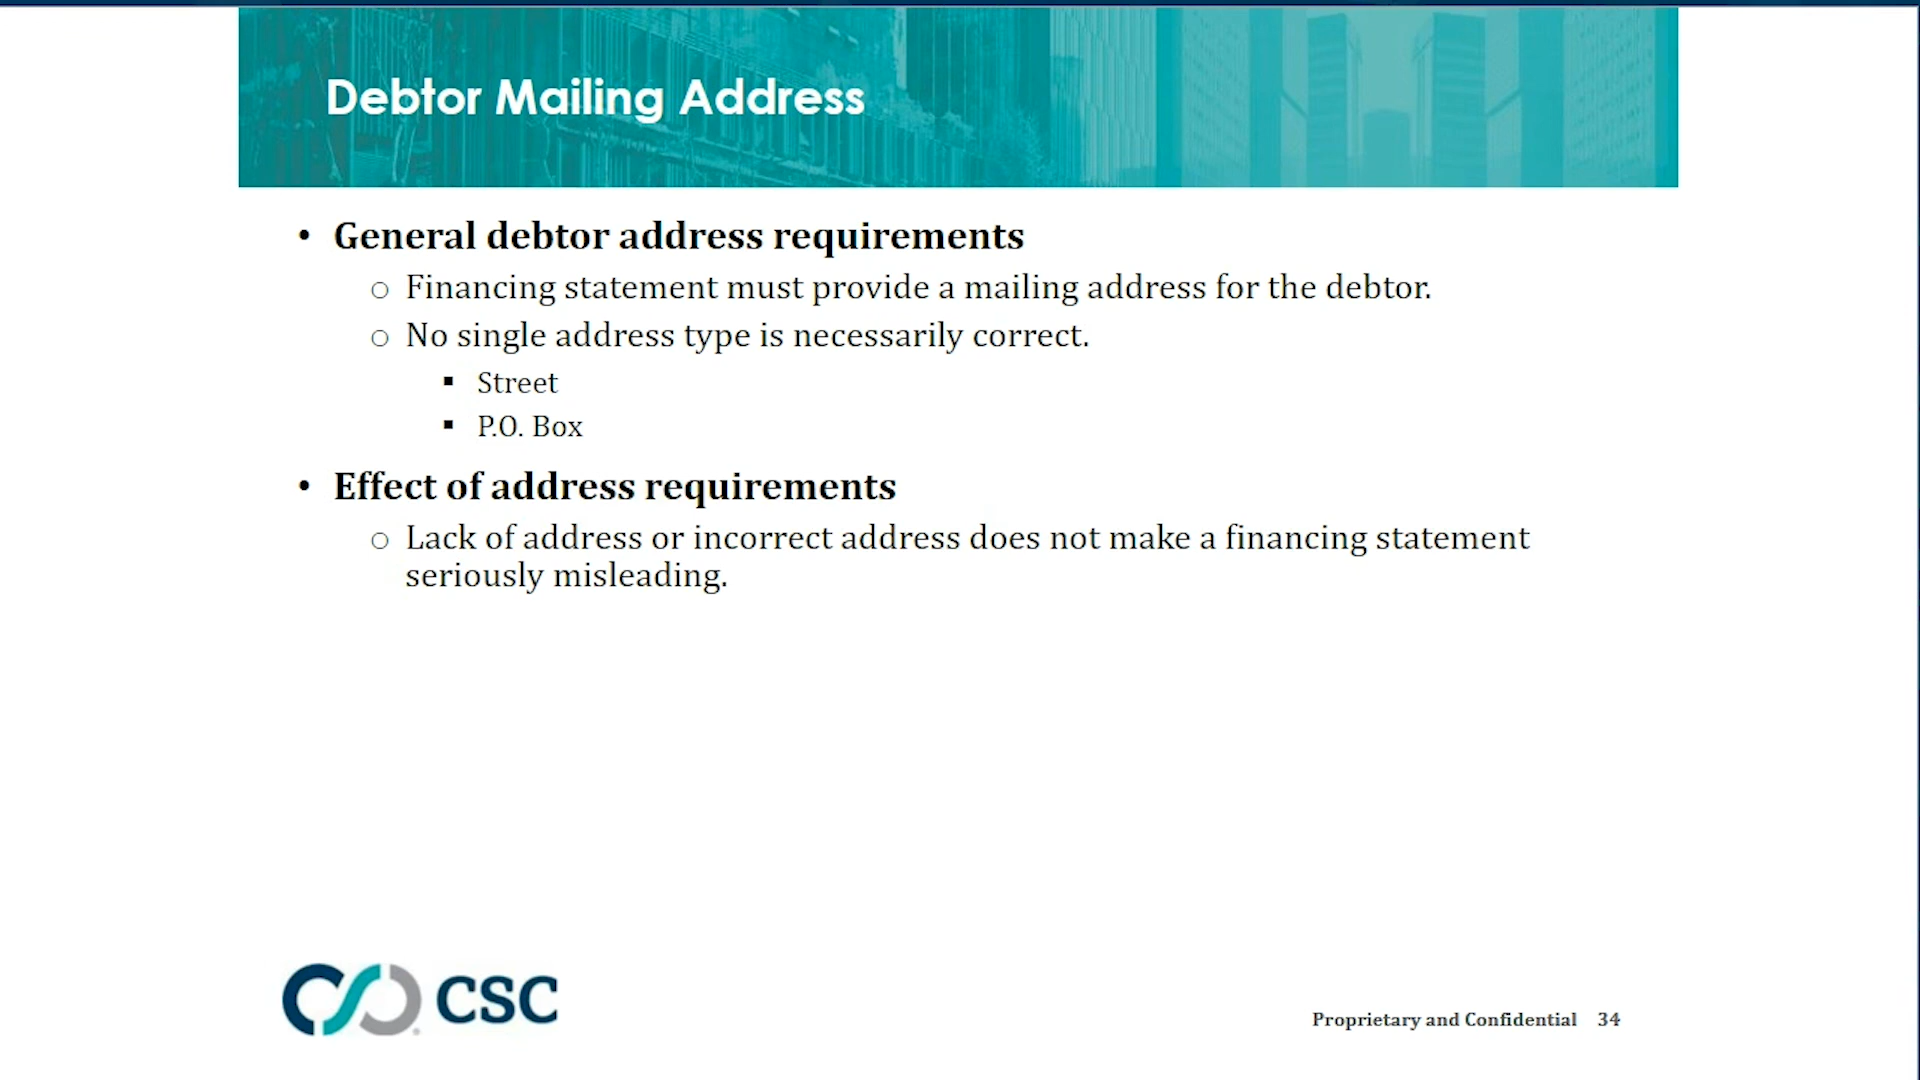 Debtor Mailing Address
• General debtor address requirements
o Financing statement must provide a mailing address for the debtor.
o No single address type is necessarily correct.
▪ Street
▪ P.O. Box
• Effect of address requirements
o Lack of address or incorrect address does not make a financing statement
seriously misleading.
CSC
Proprietary and Confidential 34